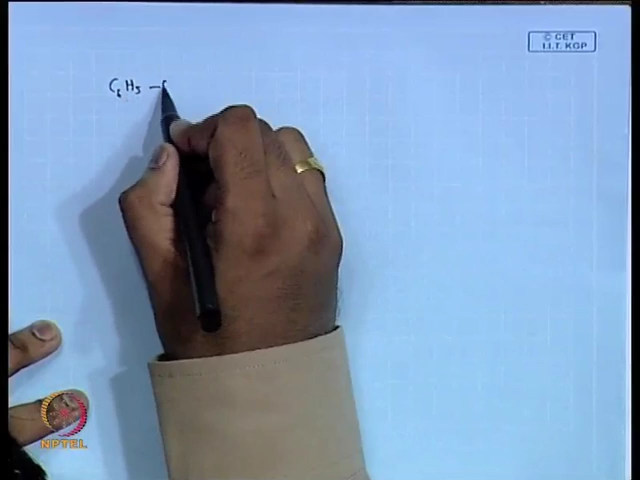 © CET
I.I.T. KGP
C₆H₅ –
NPTEL